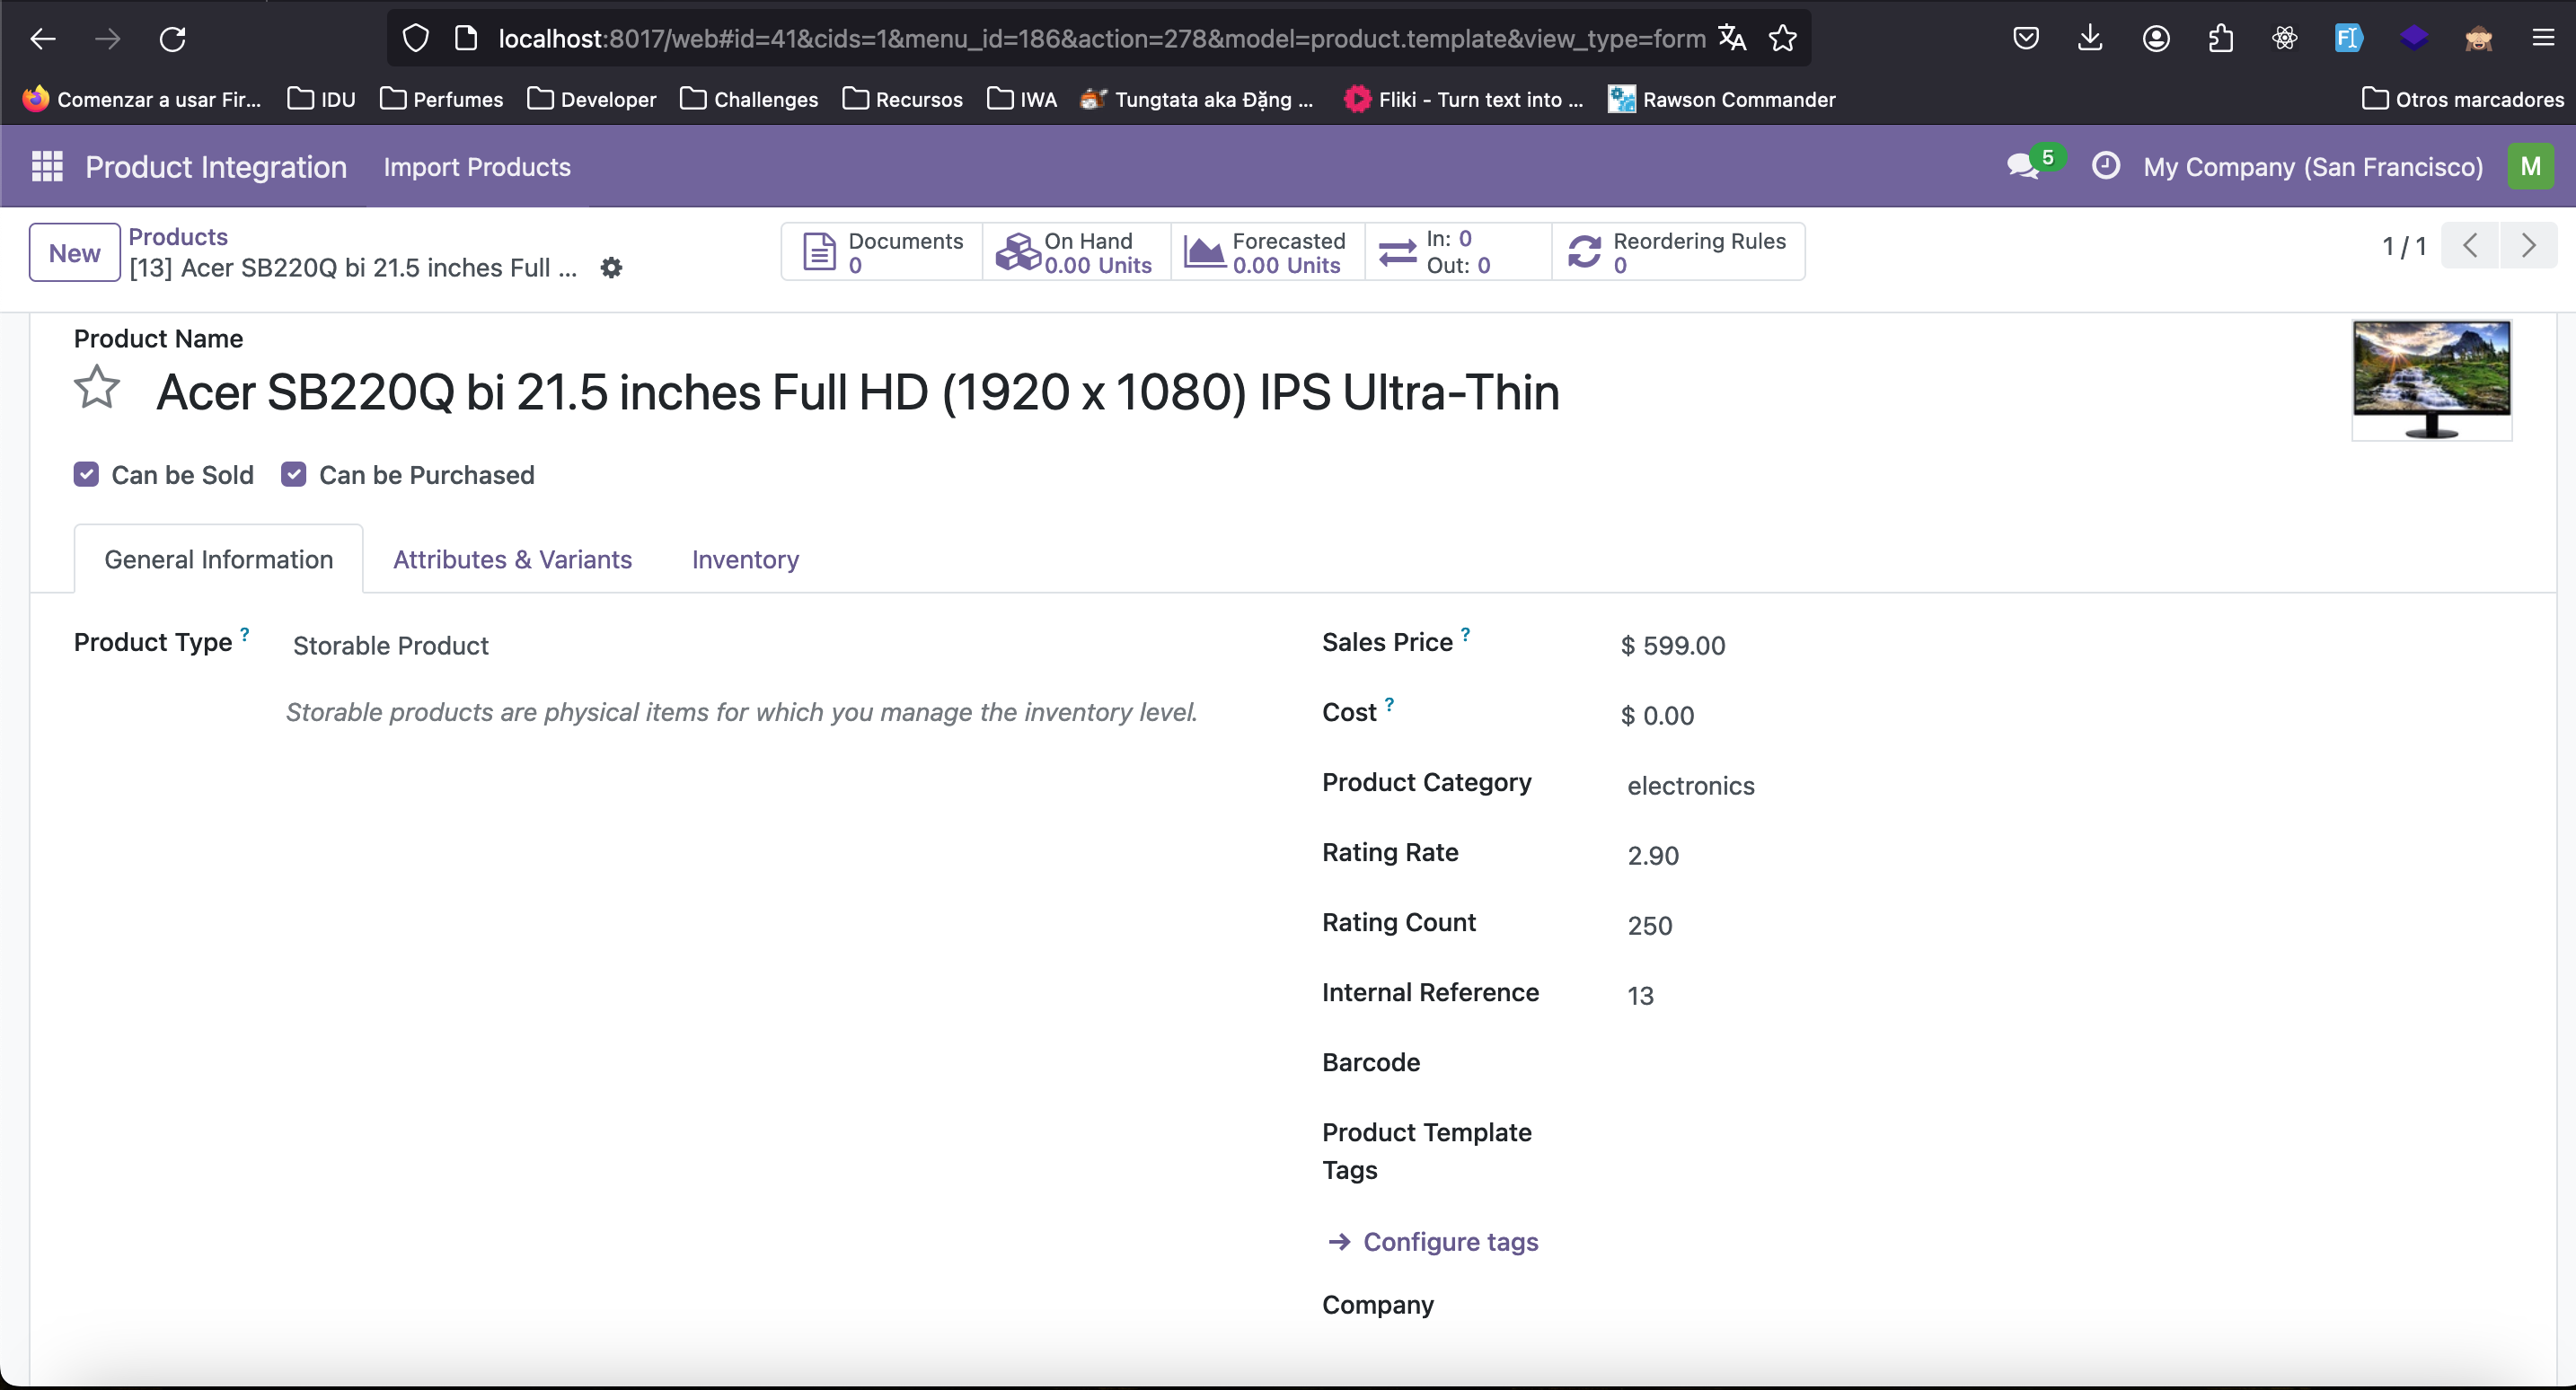 localhost:8017/web#id=41&cids=1&menu_id=186&action=278&model=product.template&view_type=form
Comenzar a usar Fir... IDU Perfumes Developer Challenges Recursos IWA Tungtata aka Đặng ... Fliki - Turn text into ... Rawson Commander Otros marcadores
Product Integration Import Products 5 My Company (San Francisco) M
New
Products
[13] Acer SB220Q bi 21.5 inches Full ...
Documents
0
On Hand
0.00 Units
Forecasted
0.00 Units
In: 0
Out: 0
Reordering Rules
0
1 / 1
Product Name
Acer SB220Q bi 21.5 inches Full HD (1920 x 1080) IPS Ultra-Thin
Can be Sold Can be Purchased
General Information Attributes & Variants Inventory
Product Type ? Storable Product
Storable products are physical items for which you manage the inventory level.
Sales Price ? $ 599.00
Cost ? $ 0.00
Product Category electronics
Rating Rate 2.90
Rating Count 250
Internal Reference 13
Barcode
Product Template
Tags
Configure tags
Company